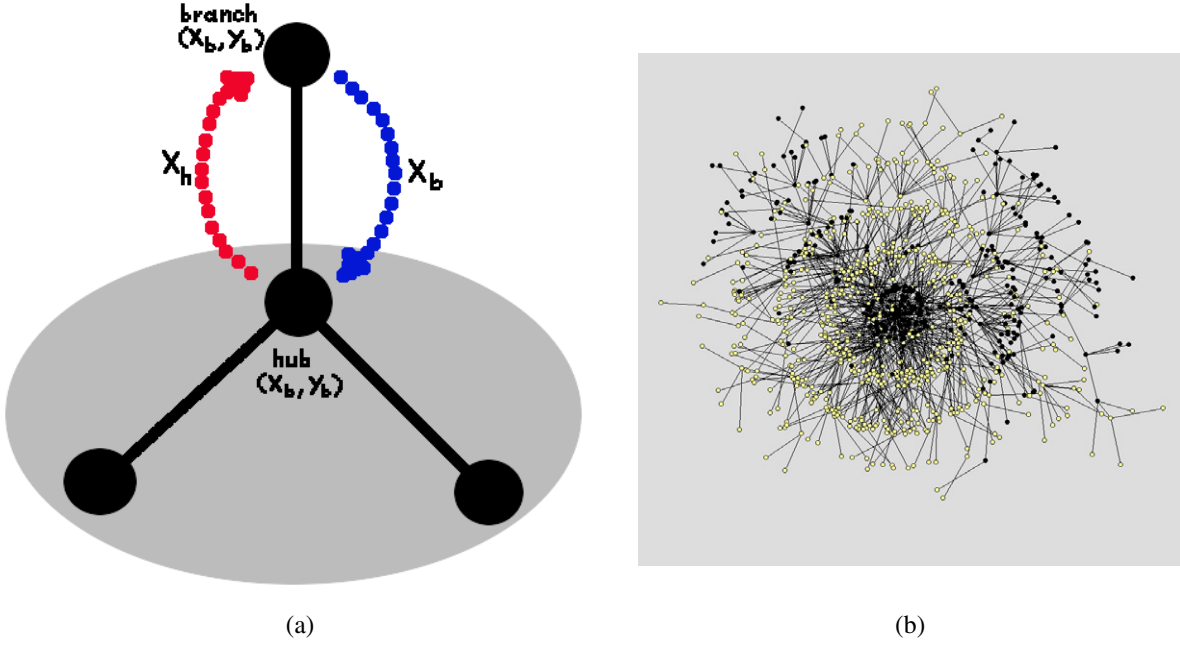 branch
(X_b, Y_b)
X_h
X_b
hub
(X_b, Y_b)
(a)
(b)